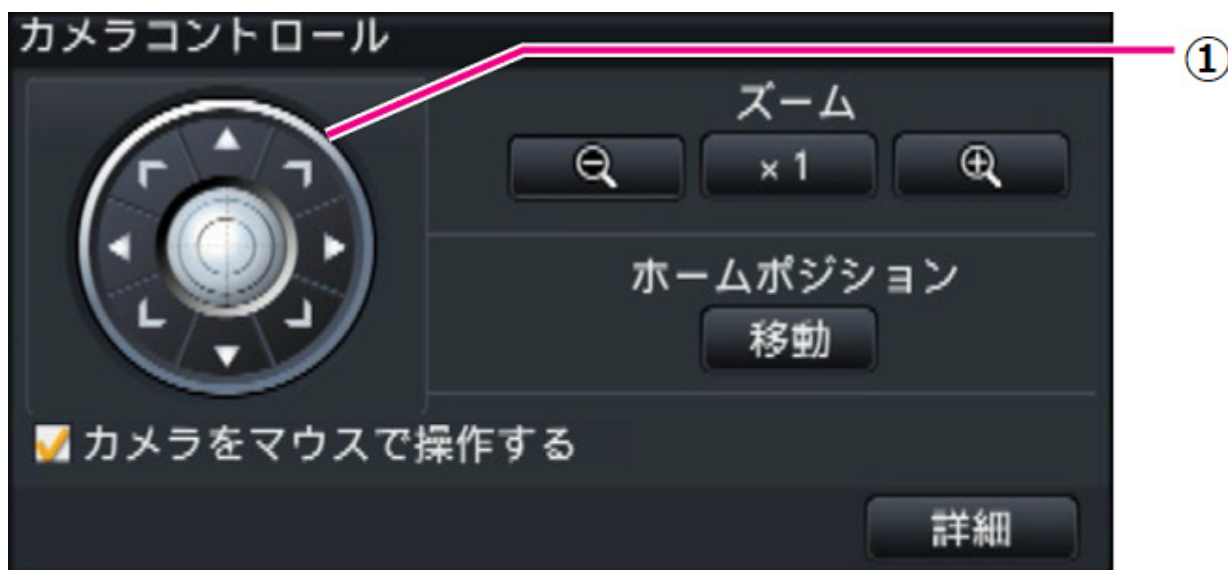 カメラコントロール
①
ズーム
×1
ホームポジション
移動
カメラをマウスで操作する
詳細